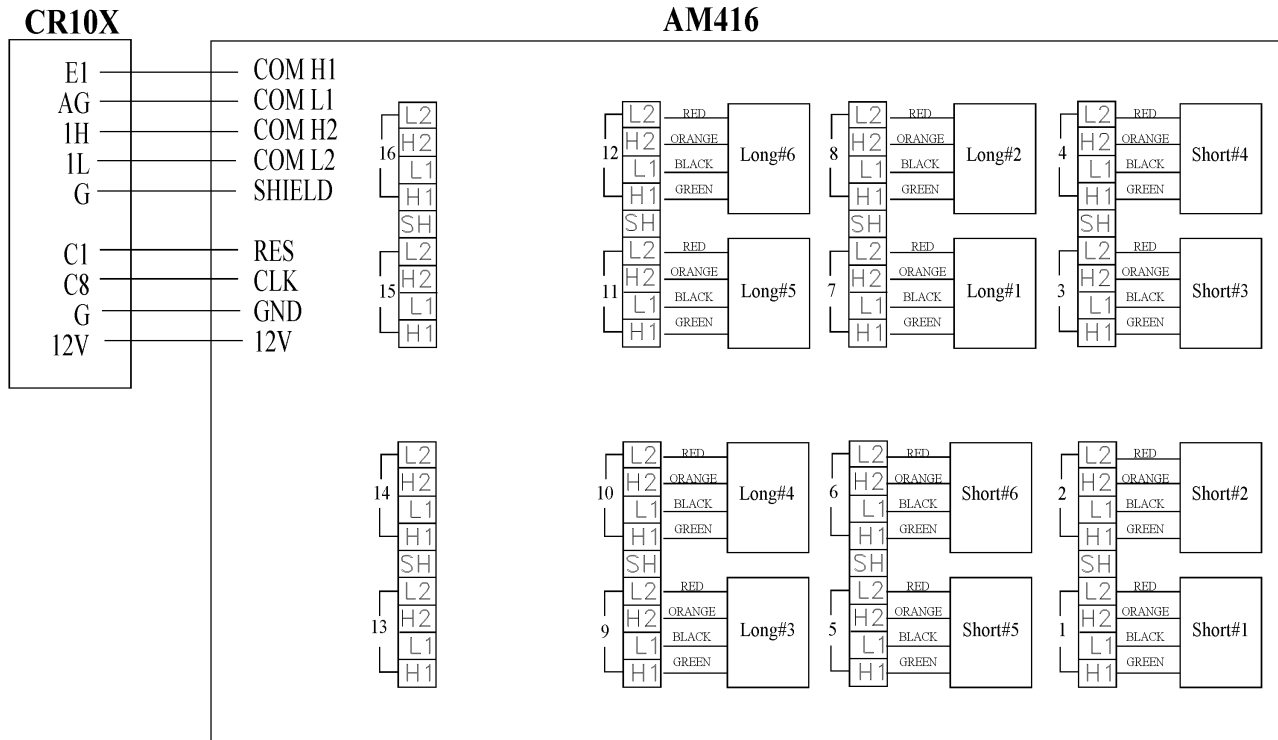 CR10X
AM416
E1 COM H1
AG COM L1
1H COM H2
1L COM L2
G SHIELD
C1 RES
C8 CLK
G GND
12V 12V
16
L2
H2
L1
H1
SH
15
L2
H2
L1
H1
12
L2 RED
H2 ORANGE
L1 BLACK
H1 GREEN
Long#6
SH
11
L2 RED
H2 ORANGE
L1 BLACK
H1 GREEN
Long#5
8
L2 RED
H2 ORANGE
L1 BLACK
H1 GREEN
Long#2
SH
7
L2 RED
H2 ORANGE
L1 BLACK
H1 GREEN
Long#1
4
L2 RED
H2 ORANGE
L1 BLACK
H1 GREEN
Short#4
SH
3
L2 RED
H2 ORANGE
L1 BLACK
H1 GREEN
Short#3
14
L2
H2
L1
H1
SH
13
L2
H2
L1
H1
10
L2 RED
H2 ORANGE
L1 BLACK
H1 GREEN
Long#4
SH
9
L2 RED
H2 ORANGE
L1 BLACK
H1 GREEN
Long#3
6
L2 RED
H2 ORANGE
L1 BLACK
H1 GREEN
Short#6
SH
5
L2 RED
H2 ORANGE
L1 BLACK
H1 GREEN
Short#5
2
L2 RED
H2 ORANGE
L1 BLACK
H1 GREEN
Short#2
SH
1
L2 RED
H2 ORANGE
L1 BLACK
H1 GREEN
Short#1